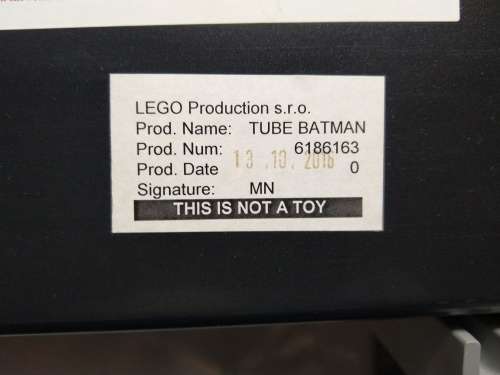 LEGO Production s.r.o.
Prod. Name: TUBE BATMAN
Prod. Num: 6186163
Prod. Date 13.10.2016 0
Signature: MN
THIS IS NOT A TOY